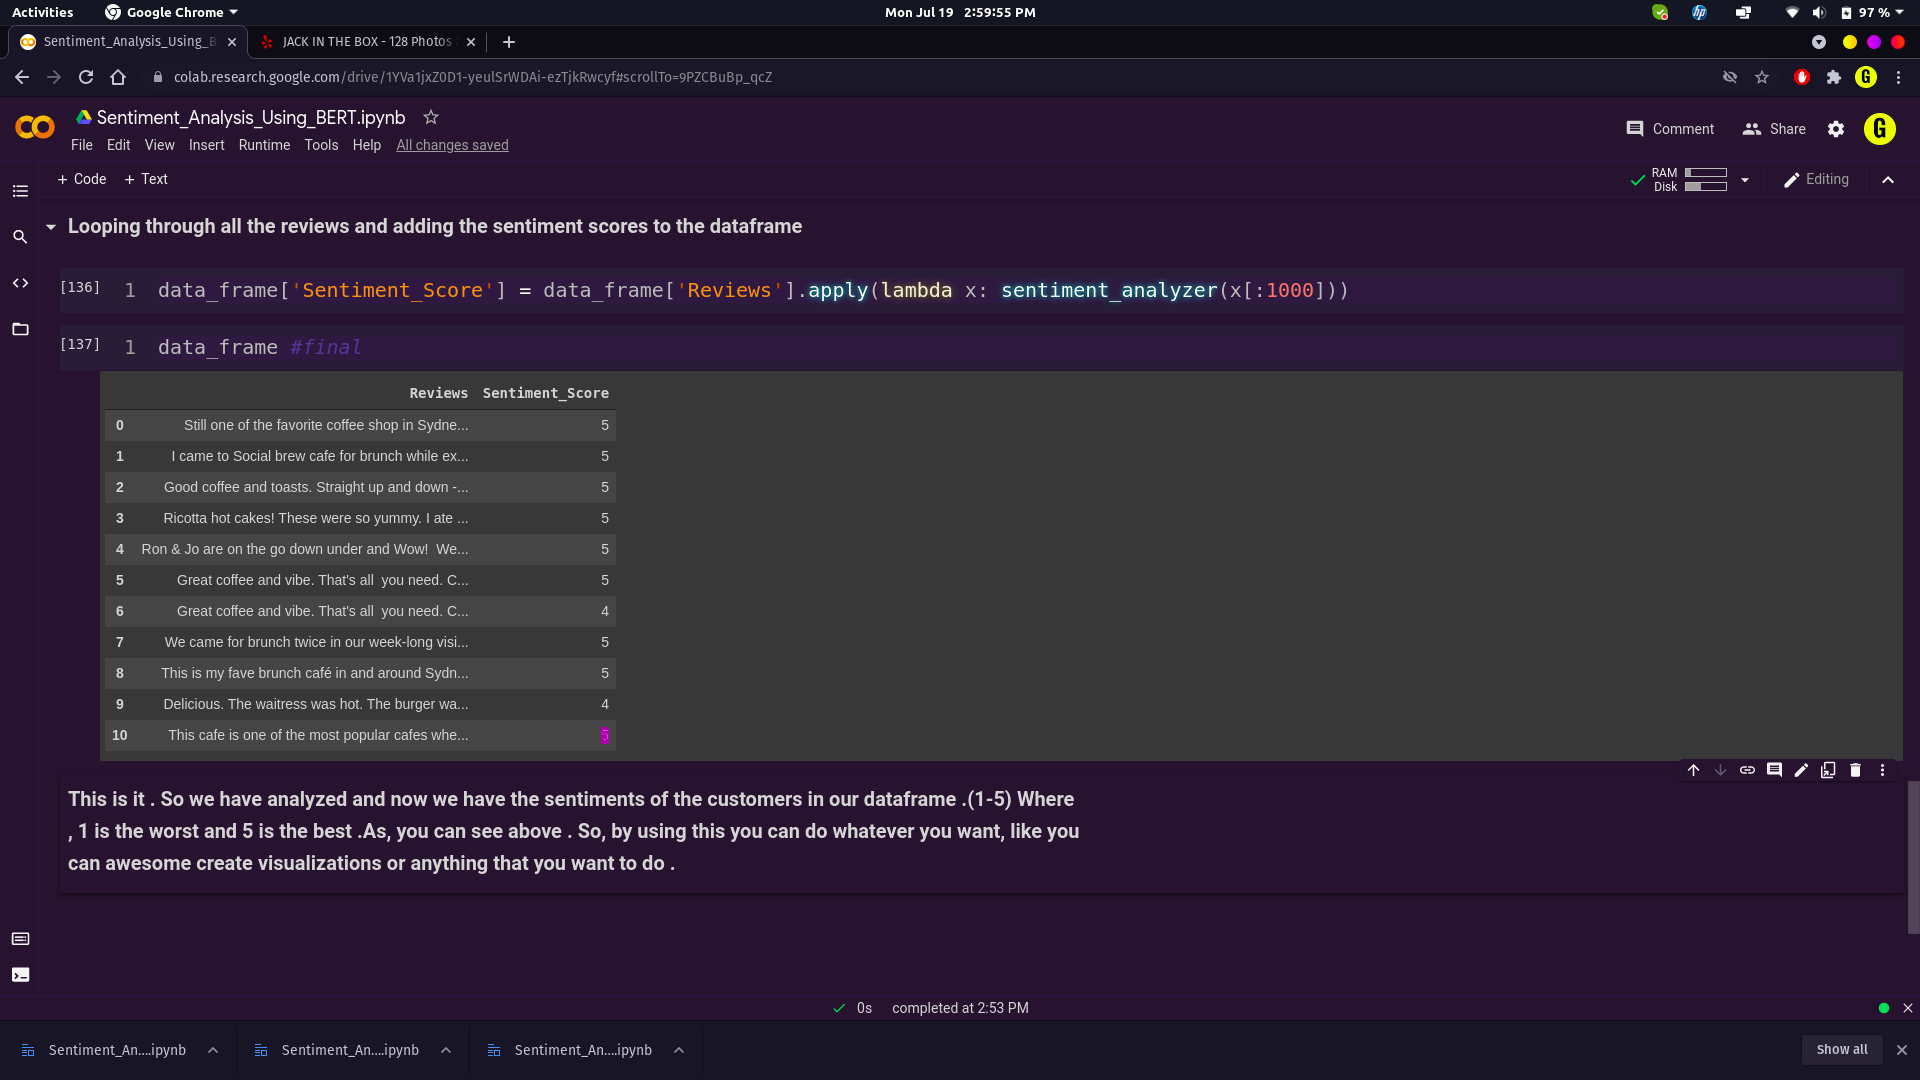 Activities Google Chrome Mon Jul 19 2:59:55 PM 97 %
Sentiment_Analysis_Using_B JACK IN THE BOX - 128 Photos
colab.research.google.com/drive/1YVa1jxZ0D1-yeulSrWDAi-ezTjkRwcyf#scrollTo=9PZCBuBp_qcZ G
Sentiment_Analysis_Using_BERT.ipynb
Comment Share G
File Edit View Insert Runtime Tools Help All changes saved
+ Code + Text RAM Disk Editing
Looping through all the reviews and adding the sentiment scores to the dataframe
[136] 1 data_frame['Sentiment_Score'] = data_frame['Reviews'].apply(lambda x: sentiment_analyzer(x[:1000]))
[137] 1 data_frame #final
Reviews Sentiment_Score
0 Still one of the favorite coffee shop in Sydne... 5
1 I came to Social brew cafe for brunch while ex... 5
2 Good coffee and toasts. Straight up and down -... 5
3 Ricotta hot cakes! These were so yummy. I ate ... 5
4 Ron & Jo are on the go down under and Wow!  We... 5
5 Great coffee and vibe. That's all  you need. C... 5
6 Great coffee and vibe. That's all  you need. C... 4
7 We came for brunch twice in our week-long visi... 5
8 This is my fave brunch café in and around Sydn... 5
9 Delicious. The waitress was hot. The burger wa... 4
10 This cafe is one of the most popular cafes whe... 5
This is it . So we have analyzed and now we have the sentiments of the customers in our dataframe .(1-5) Where
, 1 is the worst and 5 is the best .As, you can see above . So, by using this you can do whatever you want, like you
can awesome create visualizations or anything that you want to do .
0s completed at 2:53 PM
Sentiment_An....ipynb Sentiment_An....ipynb Sentiment_An....ipynb Show all